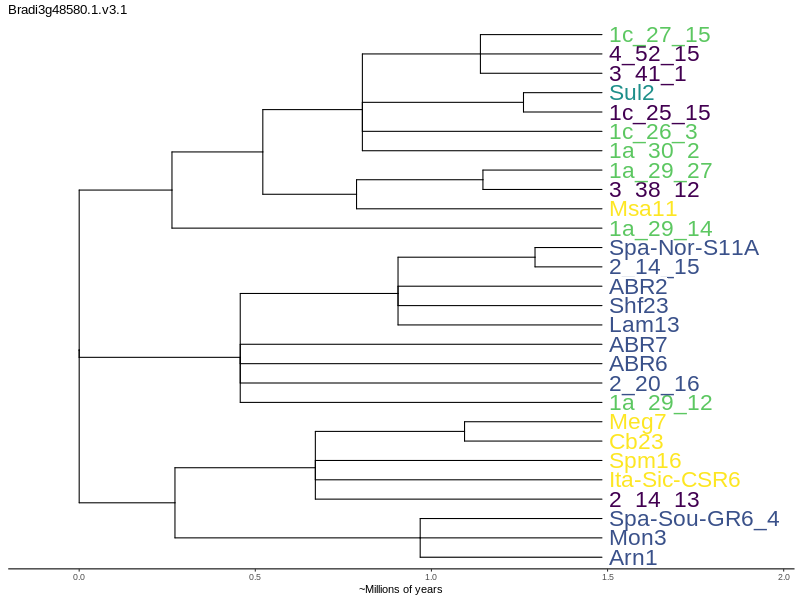 Bradi3g48580.1.v3.1
1c_27_15
4_52_15
3_41_1
Sul2
1c_25_15
1c_26_3
1a_30_2
1a_29_27
3_38_12
Msa11
1a_29_14
Spa-Nor-S11A
2_14_15
ABR2
Shf23
Lam13
ABR7
ABR6
2_20_16
1a_29_12
Meg7
Cb23
Spm16
Ita-Sic-CSR6
2_14_13
Spa-Sou-GR6_4
Mon3
Arn1
0.0 0.5 1.0 1.5 2.0
~Millions of years